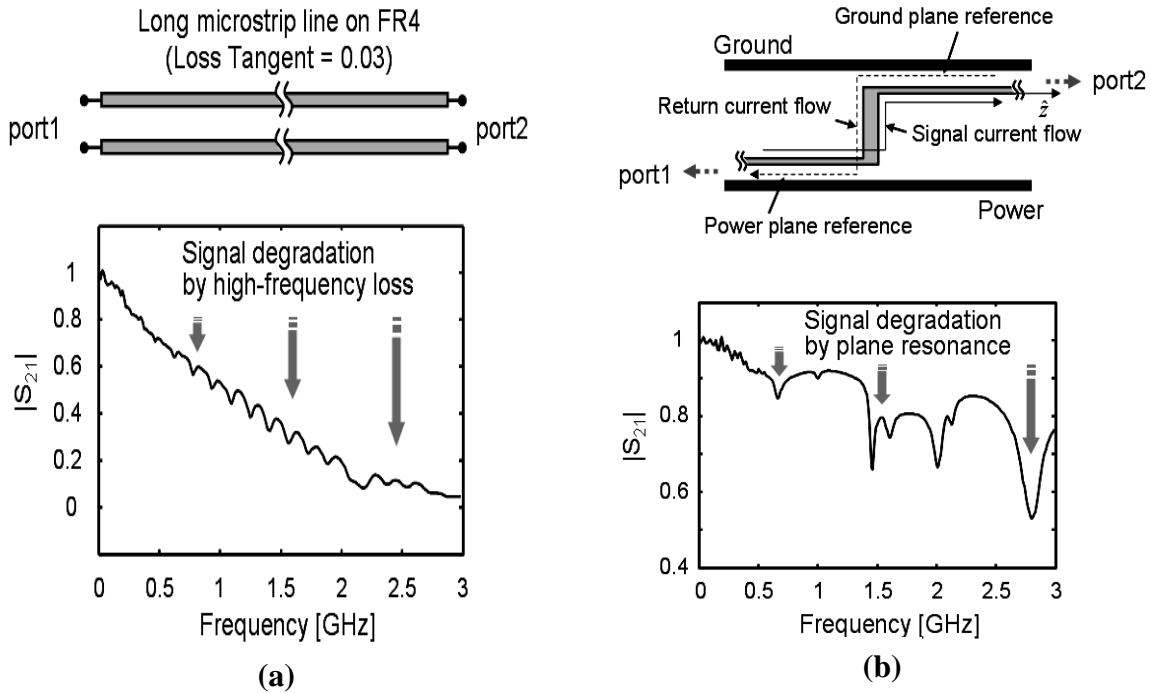 Long microstrip line on FR4
(Loss Tangent = 0.03)
port1
port2
Signal degradation
by high-frequency loss
|S21|
1
0.8
0.6
0.4
0.2
0
0
0.5
1
1.5
2
2.5
3
Frequency [GHz]
(a)
Ground plane reference
Ground
port2
Return current flow
ẑ
Signal current flow
port1
Power plane reference
Power
Signal degradation
by plane resonance
|S21|
1
0.8
0.6
0.4
0
0.5
1.0
1.5
2
2.5
3
Frequency [GHz]
(b)